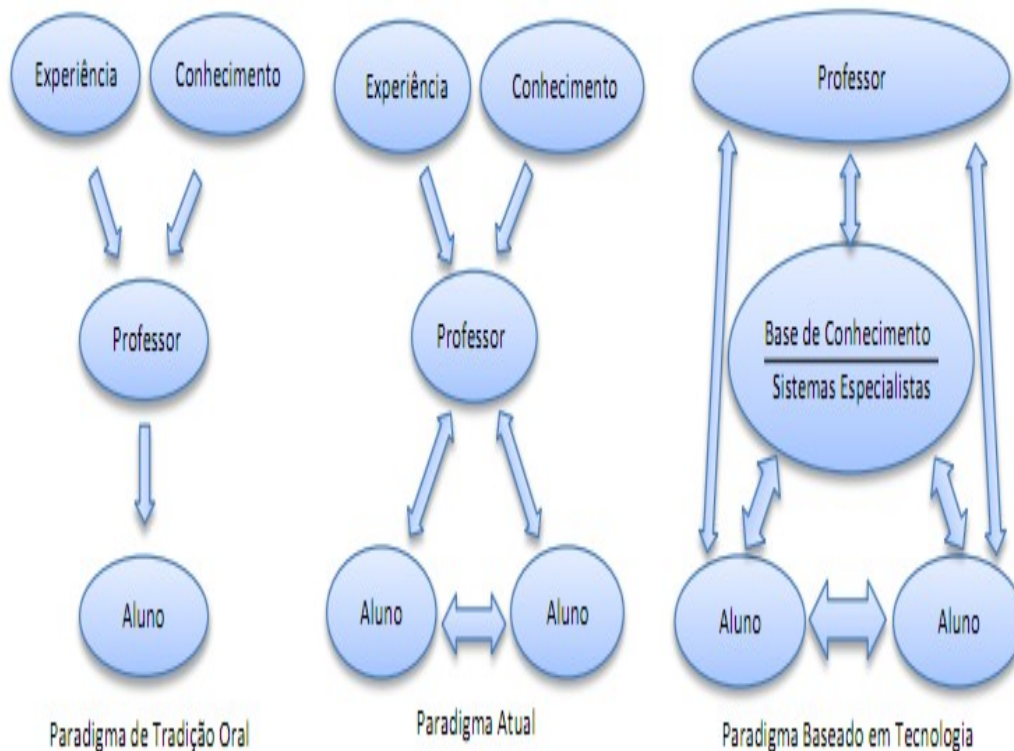 Experiência
Conhecimento
Professor
Aluno
Paradigma de Tradição Oral
Experiência
Conhecimento
Professor
Aluno
Aluno
Paradigma Atual
Professor
Base de Conhecimento
Sistemas Especialistas
Aluno
Aluno
Paradigma Baseado em Tecnologia